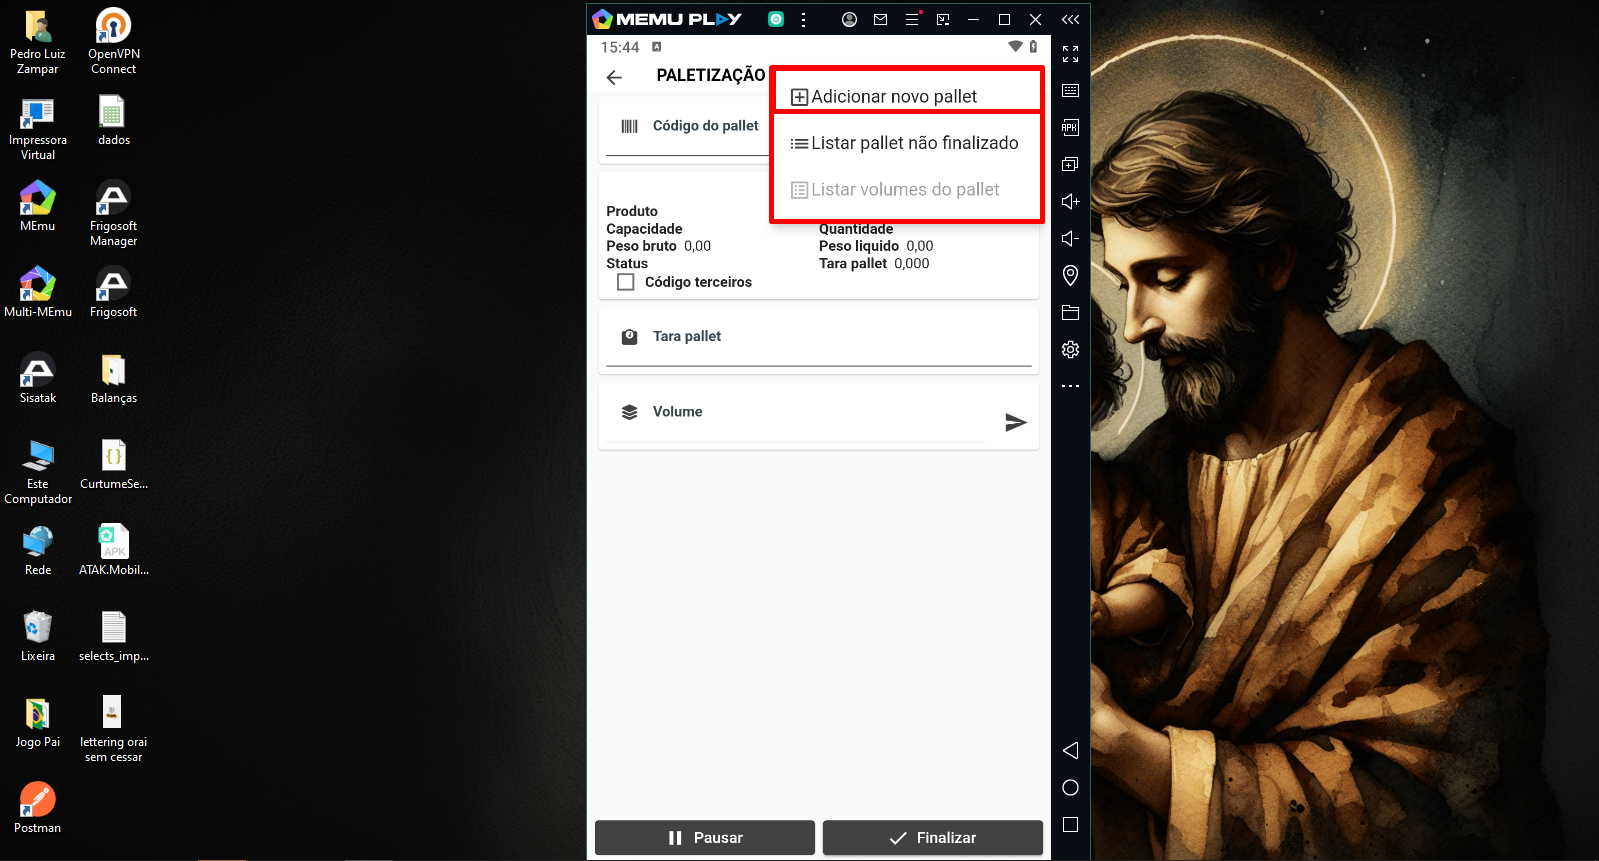 Pedro Luiz
Zampar
OpenVPN
Connect
Impressora
Virtual
dados
MEmu
Frigosoft
Manager
Multi-MEmu
Frigosoft
Sisatak
Balanças
Este
Computador
CurtumeSe...
Rede
APK
ATAK.Mobil...
Lixeira
selects_imp...
Jogo Pai
lettering orai
sem cessar
Postman
MEMU PLAY
15:44
A
PALETIZAÇÃO
Adicionar novo pallet
Listar pallet não finalizado
Listar volumes do pallet
Código do pallet
Produto
Capacidade
Quantidade
Peso bruto 0,00
Peso liquido 0,00
Status
Tara pallet 0,000
Código terceiros
Tara pallet
Volume
Pausar
Finalizar
APK